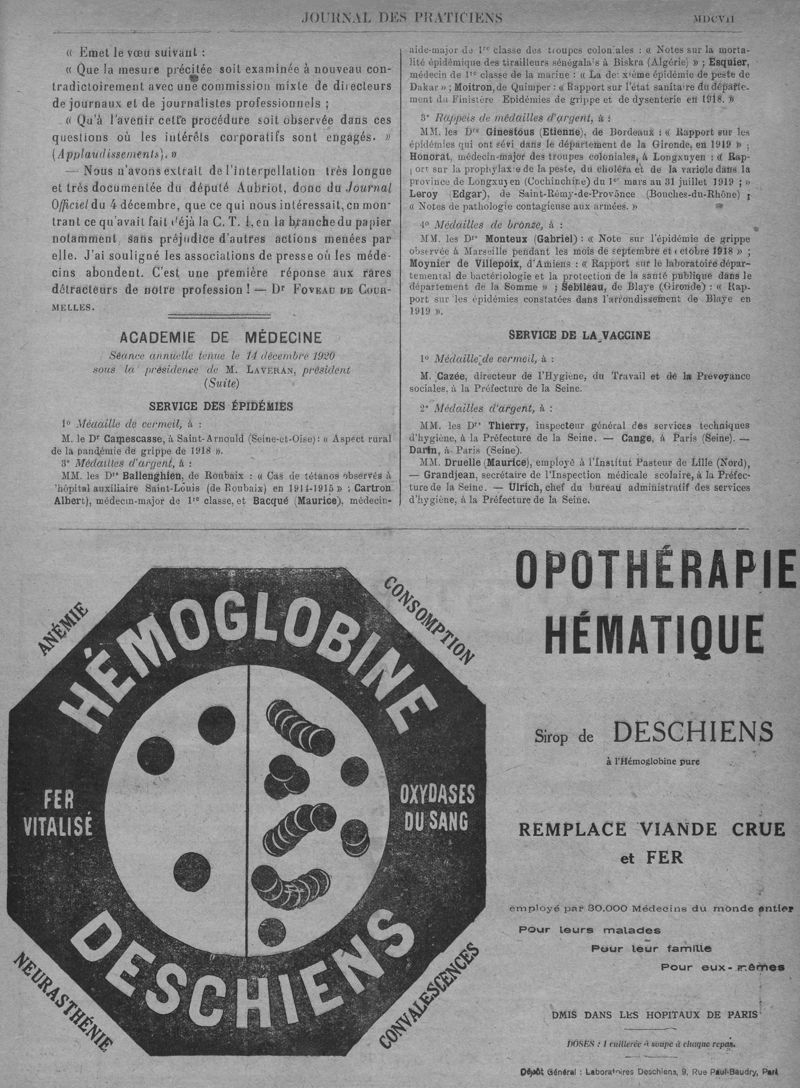 JOURNAL DES PRATICIENS
MDCVII
« Emet le vœu suivant :
« Que la mesure précitée soit examinée à nouveau con-
tradictoirement avec une commission mixte de directeurs
de journaux et de journalistes professionnels ;
« Qu'à l'avenir cette procédure soit observée dans ces
questions où les intérêts corporatifs sont engagés. »
(Applaudissements). »
— Nous n'avons extrait de l'interpellation très longue
et très documentée du député Aubriot, donc du Journal
Officiel du 4 décembre, que ce qui nous intéressait, en mon-
trant ce qu'avait fait déjà la C. T. I. en la branche du papier
notamment sans préjudice d'autres actions menées par
elle. J'ai souligné les associations de presse où les méde-
cins abondent. C'est une première réponse aux rares
détracteurs de notre profession ! — Dr FOVEAU DE COUR-
MELLES.
ACADEMIE DE MÉDECINE
Séance annuelle tenue le 14 décembre 1920
sous la présidence de M. LAVERAN, président
(Suite)
SERVICE DES ÉPIDÉMIES
1º Médaille de vermeil, à :
M. le Dr Camescasse, à Saint-Arnould (Seine-et-Oise) : « Aspect rural
de la pandémie de grippe de 1918 ».
3º Médailles d'argent, à :
MM. les Drs Ballenghien, de Roubaix : « Cas de tétanos observés à
'hôpital auxiliaire Saint-Louis (de Roubaix) en 1914-1915 » ; Cartron
Albert), médecin-major de 1re classe, et Bacqué (Maurice), médecin-
aide-major de 1re classe des troupes coloniales : « Notes sur la morta-
lité épidémique des tirailleurs sénégalais à Biskra (Algérie) » ; Esquier,
médecin de 1re classe de la marine : « La deuxième épidémie de peste de
Dakar » ; Moitron, de Quimper : « Rapport sur l'état sanitaire du départe-
ment du Finistère Epidémies de grippe et de dysenterie en 1918. »
3º Rappels de médailles d'argent, à :
MM. les Drs Ginestous (Etienne), de Bordeaux : « Rapport sur les
épidémies qui ont sévi dans le département de la Gironde, en 1919 » ;
Honorat, médecin-major des troupes coloniales, à Longxuyen : « Rap-
port sur la prophylaxie de la peste, du choléra et de la variole dans la
province de Longxuyen (Cochinchine) du 1er mars au 31 juillet 1919 ; »
Leroy Edgar), de Saint-Rémy-de-Provence (Bouches-du-Rhône) ;
« Notes de pathologie contagieuse aux armées. »
4º Médailles de bronze, à :
MM. les Drs Monteux (Gabriel) : « Note sur l'épidémie de grippe
observée à Marseille pendant les mois de septembre et octobre 1918 » ;
Moynier de Villepoix, d'Amiens : « Rapport sur le laboratoire dépar-
temental de bactériologie et la protection de la santé publique dans le
département de la Somme » ; Sebileau, de Blaye (Gironde) : « Rap-
port sur les épidémies constatées dans l'arrondissement de Blaye en
1919 ».
SERVICE DE LA VACCINE
1º Médaille de vermeil, à :
M. Cazée, directeur de l'Hygiène, du Travail et de la Prévoyance
sociales, à la Préfecture de la Seine.
2º Médailles d'argent, à :
MM. les Drs Thierry, inspecteur général des services techniques
d'hygiène, à la Préfecture de la Seine. — Cange, à Paris (Seine). —
Darin, à Paris (Seine).
MM. Druelle (Maurice), employé à l'Institut Pasteur de Lille (Nord),
— Grandjean, secrétaire de l'Inspection médicale scolaire, à la Préfec-
ture de la Seine. — Ulrich, chef du bureau administratif des services
d'hygiène, à la Préfecture de la Seine.
ANÉMIE
CONSOMPTION
HÉMOGLOBINE
FER
VITALISÉ
OXYDASES
DU SANG
DESCHIENS
NEURASTHÉNIE
CONVALESCENCES
OPOTHÉRAPIE
HÉMATIQUE
Sirop de DESCHIENS
à l'Hémoglobine pure
REMPLACE VIANDE CRUE
et FER
employé par 30.000 Médecins du monde entier
Pour leurs malades
Pour leur famille
Pour eux-mêmes
DMIS DANS LES HOPITAUX DE PARIS
DOSES : 1 cuillerée à soupe à chaque repas.
Dépôt Général : Laboratoires Deschiens, 9, Rue Paul-Baudry, Pari